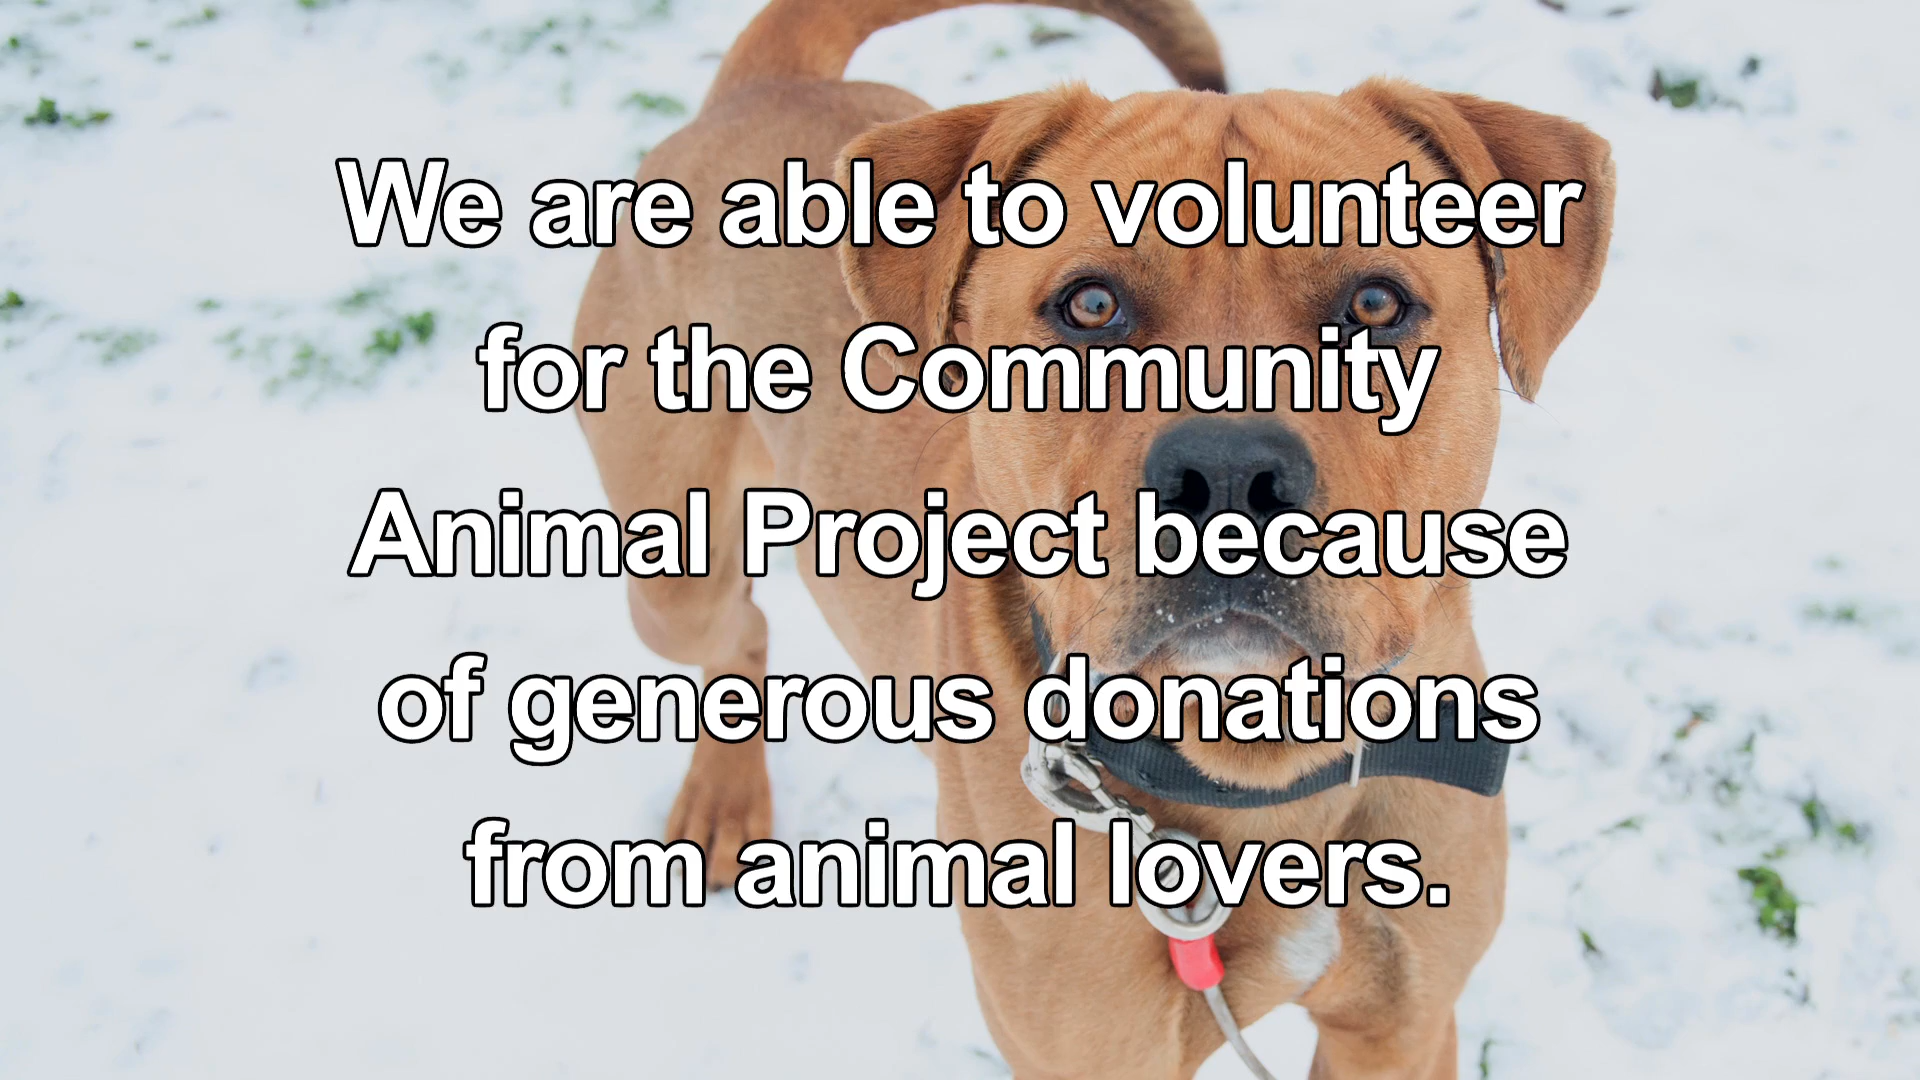 We are able to volunteer
for the Community
Animal Project because
of generous donations
from animal lovers.